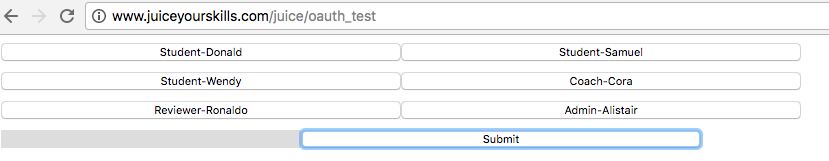 www.juiceyourskills.com/juice/oauth_test
Student-Donald Student-Samuel
Student-Wendy Coach-Cora
Reviewer-Ronaldo Admin-Alistair
Submit